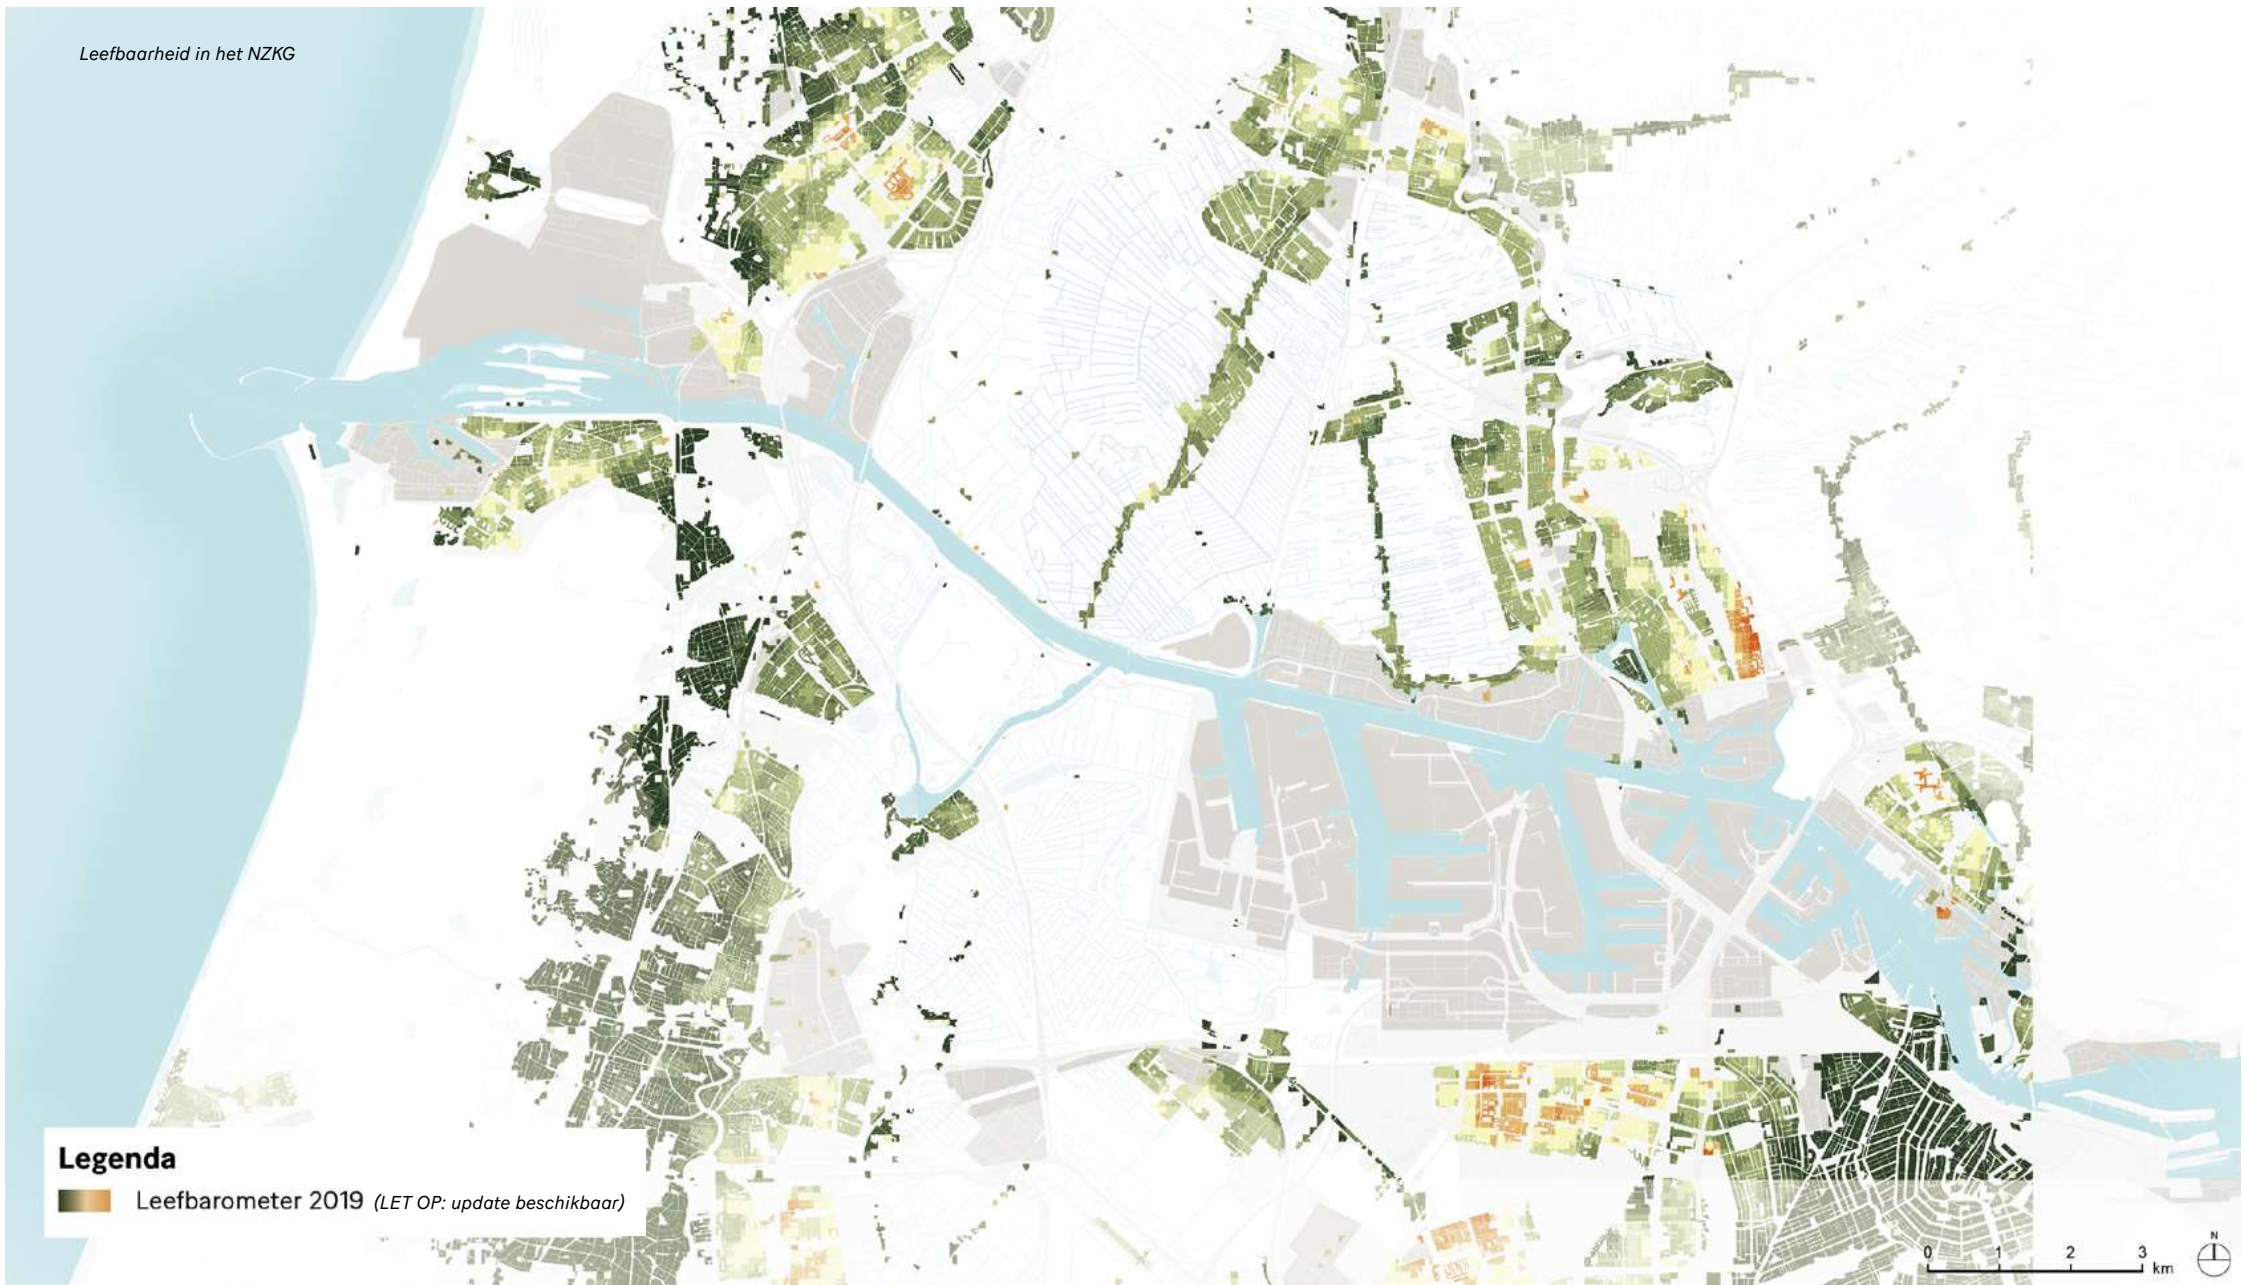 Leefbaarheid in het NZKG
Legenda
Leefbarometer 2019 (LET OP: update beschikbaar)
N
0 1 2 3 km